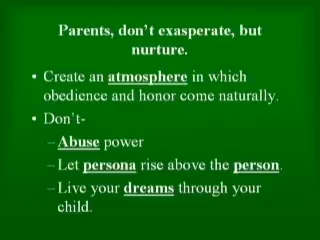 Parents, don't exasperate, but
nurture.
• Create an atmosphere in which
obedience and honor come naturally.
• Don't-
– Abuse power
– Let persona rise above the person.
– Live your dreams through your
child.